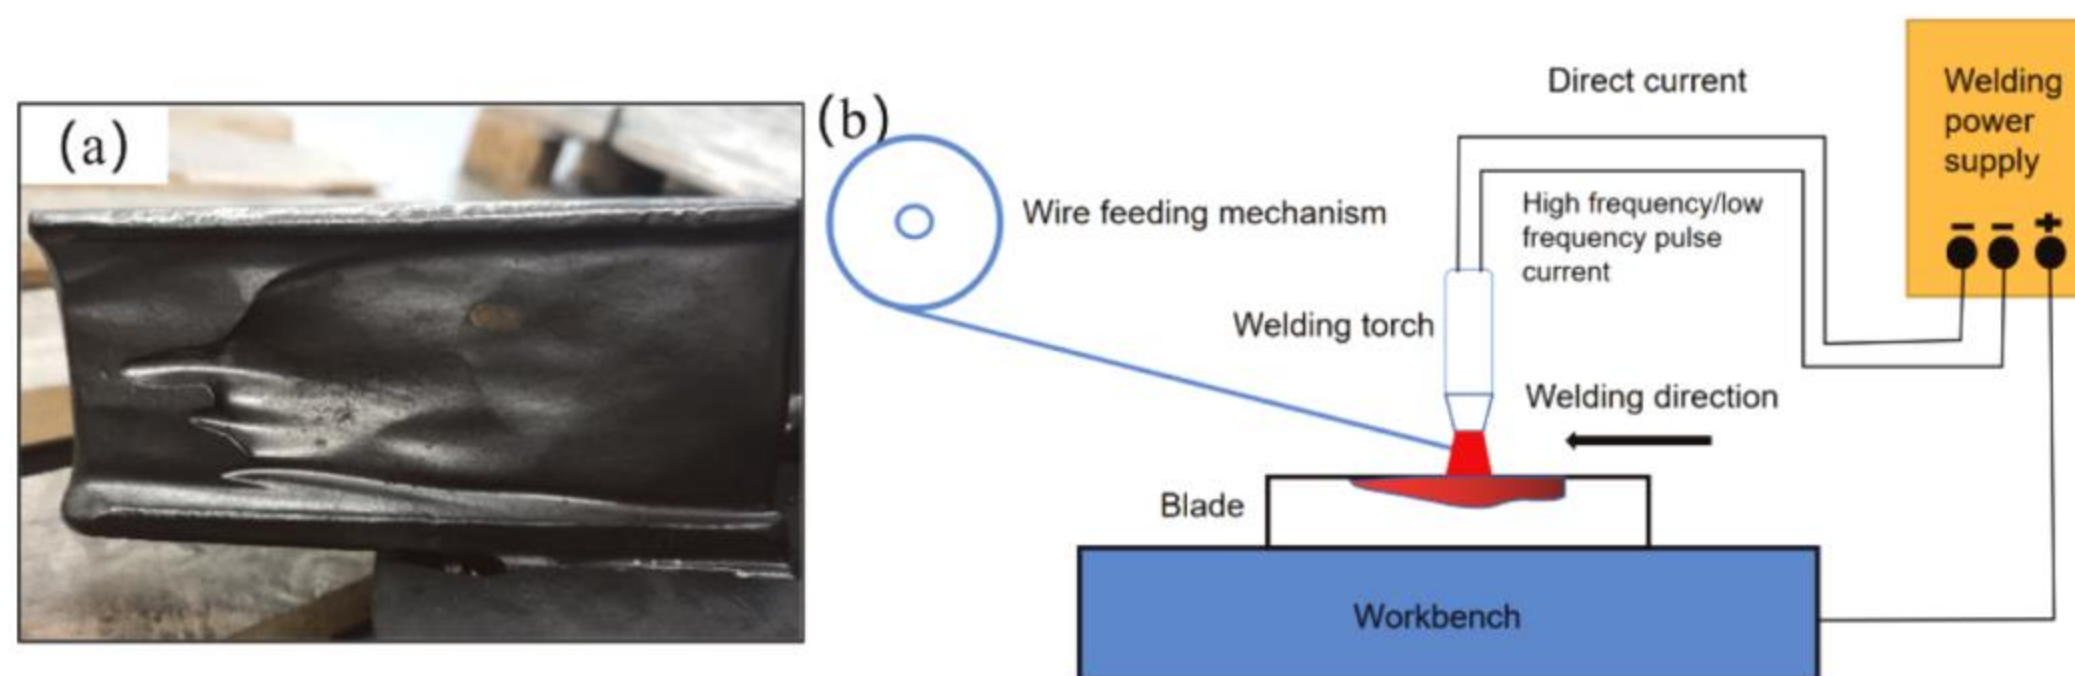 (a)
(b)
Wire feeding mechanism
Direct current
High frequency/low
frequency pulse
current
Welding
power
supply
- - +
Welding torch
Welding direction
Blade
Workbench